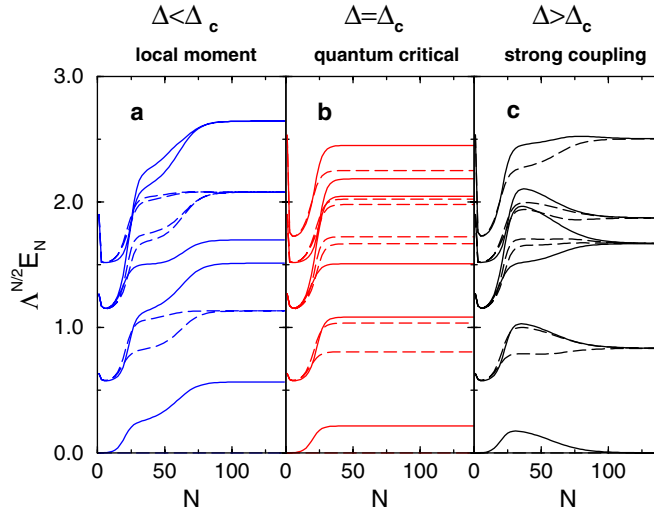 Δ<Δ c Δ=Δc Δ>Δc
local moment quantum critical strong coupling
3.0
a b c
2.0
Λ^N/2 E_N
1.0
0.0
0 50 100 0 50 100 0 50 100
N N N